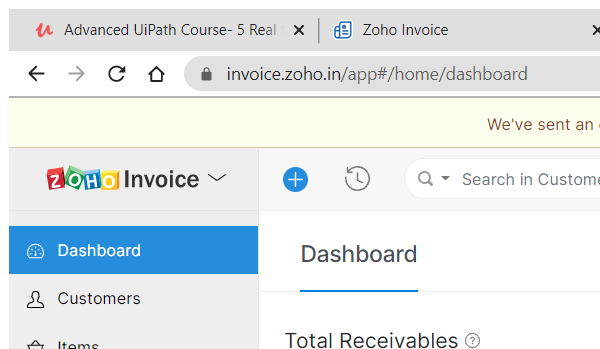 Advanced UiPath Course- 5 Real
Zoho Invoice
invoice.zoho.in/app#/home/dashboard
We've sent an
ZOHO Invoice
Search in Custome
Dashboard
Dashboard
Customers
Items
Total Receivables ?